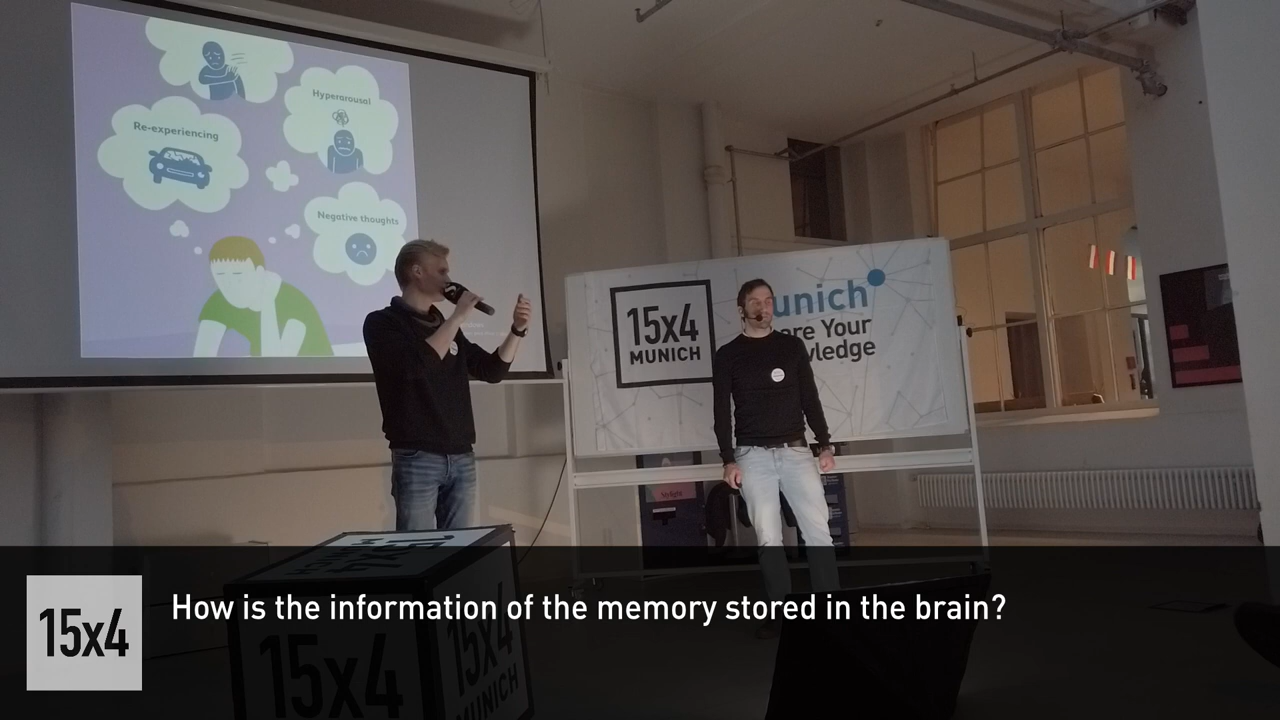 Hyperarousal
Re-experiencing
Negative thoughts
15x4
MUNICH
unich
are Your
wledge
Stylight
How is the information of the memory stored in the brain?
15x4
15x4
15x4
MUNICH